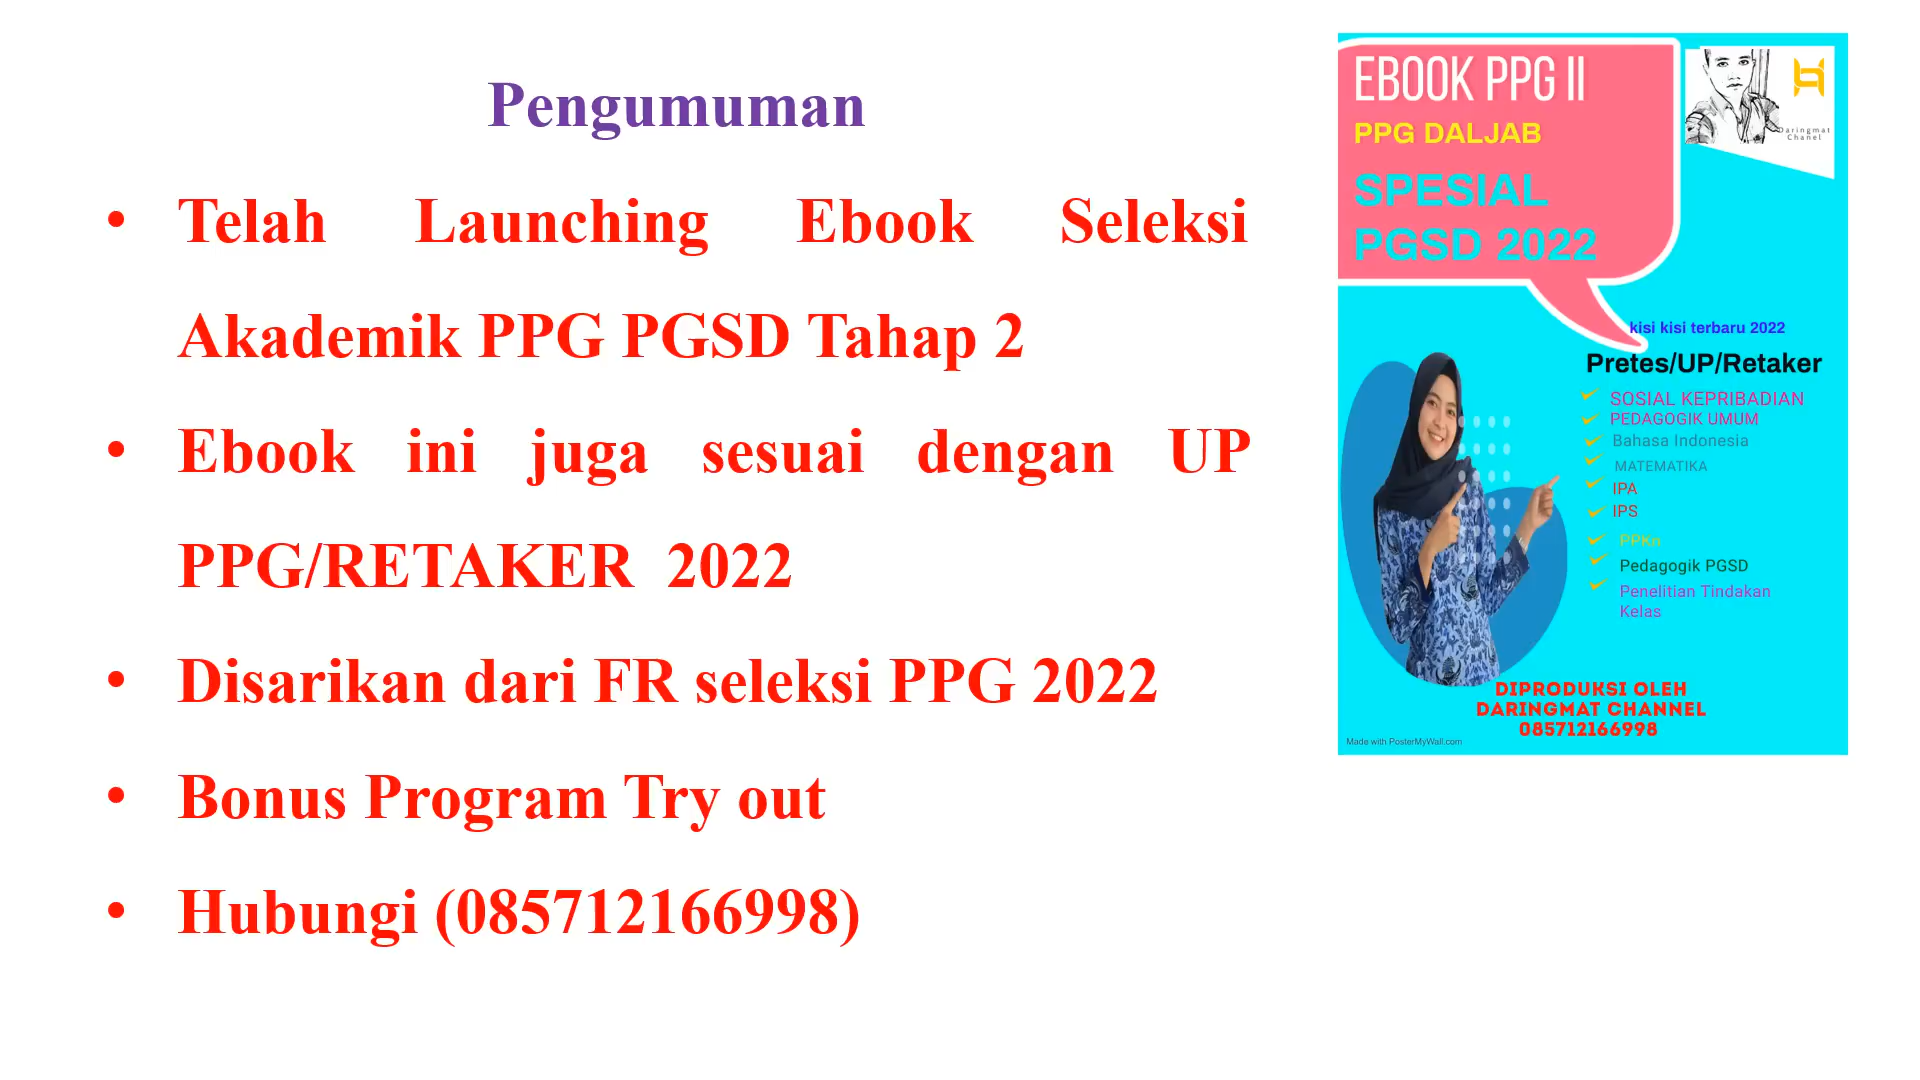 Pengumuman
• Telah Launching Ebook Seleksi
Akademik PPG PGSD Tahap 2
• Ebook ini juga sesuai dengan UP
PPG/RETAKER 2022
• Disarikan dari FR seleksi PPG 2022
• Bonus Program Try out
• Hubungi (085712166998)
EBOOK PPG II
PPG DALJAB
SPESIAL
PGSD 2022
Daringmat
Chanel
kisi kisi terbaru 2022
Pretes/UP/Retaker
SOSIAL KEPRIBADIAN
PEDAGOGIK UMUM
Bahasa Indonesia
MATEMATIKA
IPA
IPS
PPKn
Pedagogik PGSD
Penelitian Tindakan
Kelas
DIPRODUKSI OLEH
DARINGMAT CHANNEL
085712166998
Made with PosterMyWall.com